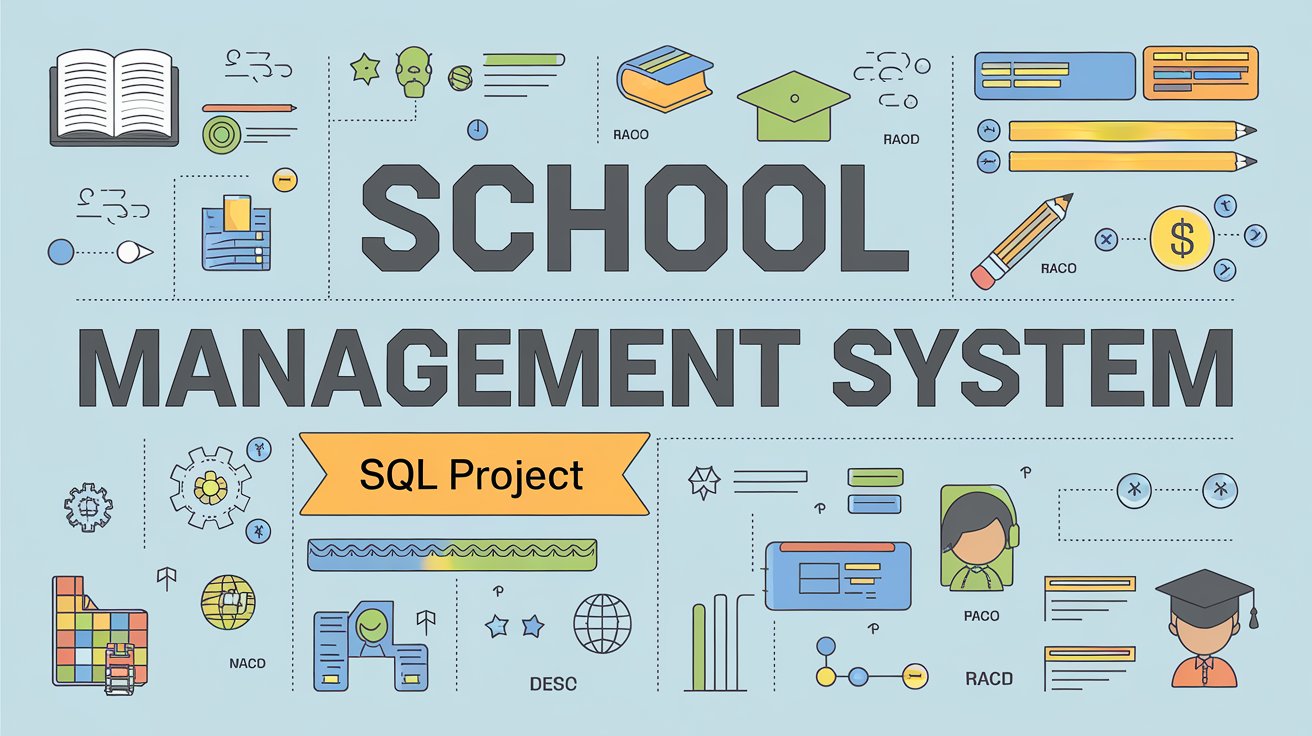 RACO
RAOD
SCHOOL
RACO
MANAGEMENT SYSTEM
SQL Project
PACO
NACD
DESC
RACD